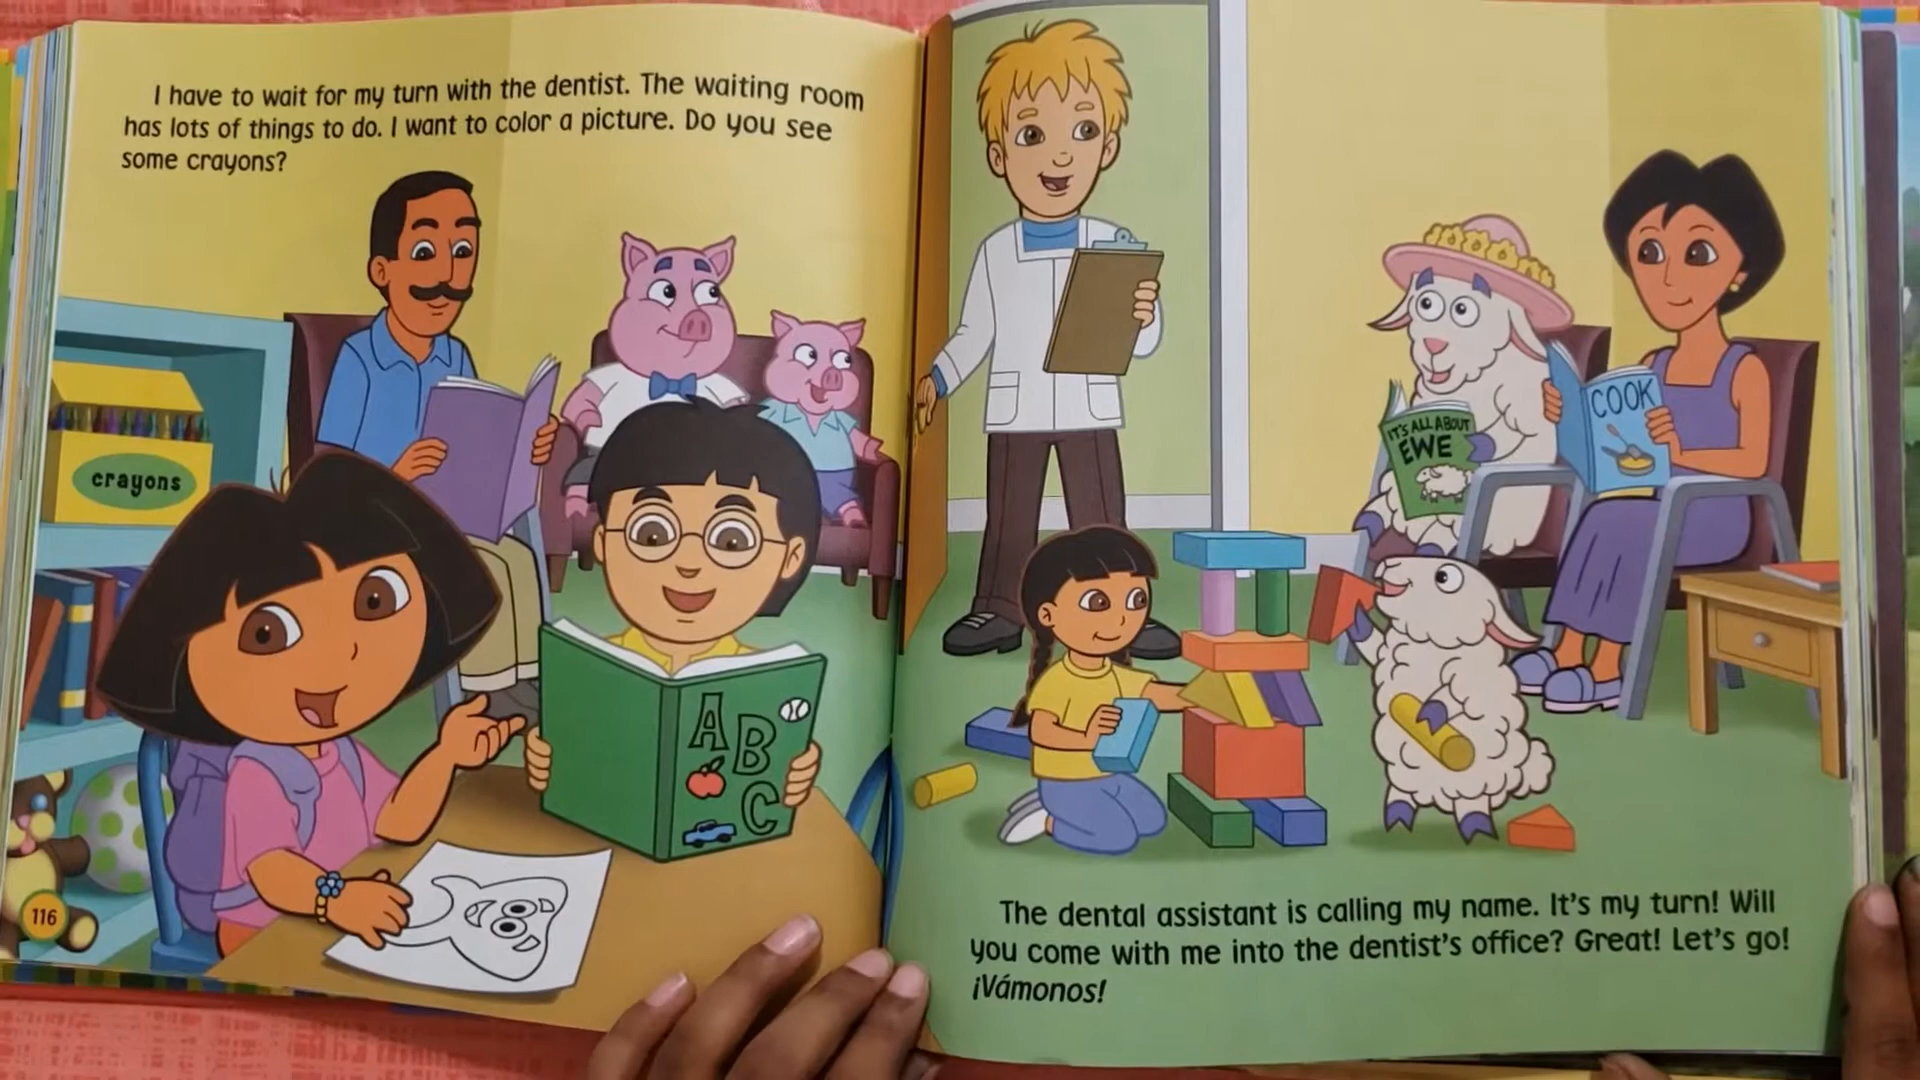 I have to wait for my turn with the dentist. The waiting room
has lots of things to do. I want to color a picture. Do you see
some crayons?
crayons
A
B
C
116
COOK
IT'S ALL ABOUT
EWE
The dental assistant is calling my name. It's my turn! Will
you come with me into the dentist's office? Great! Let's go!
¡Vámonos!